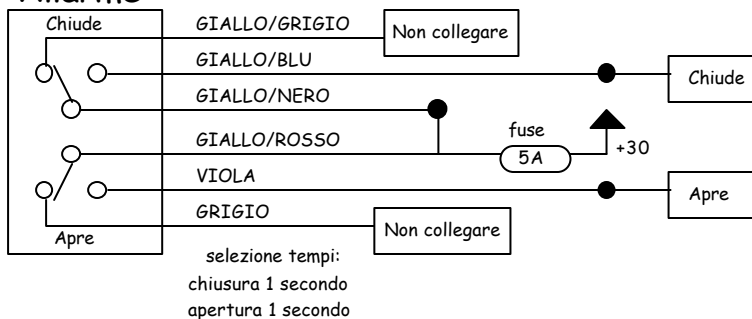 Chiude
GIALLO/GRIGIO
Non collegare
GIALLO/BLU
Chiude
GIALLO/NERO
GIALLO/ROSSO
fuse
5A
+30
VIOLA
Apre
GRIGIO
Non collegare
Apre
selezione tempi:
chiusura 1 secondo
apertura 1 secondo